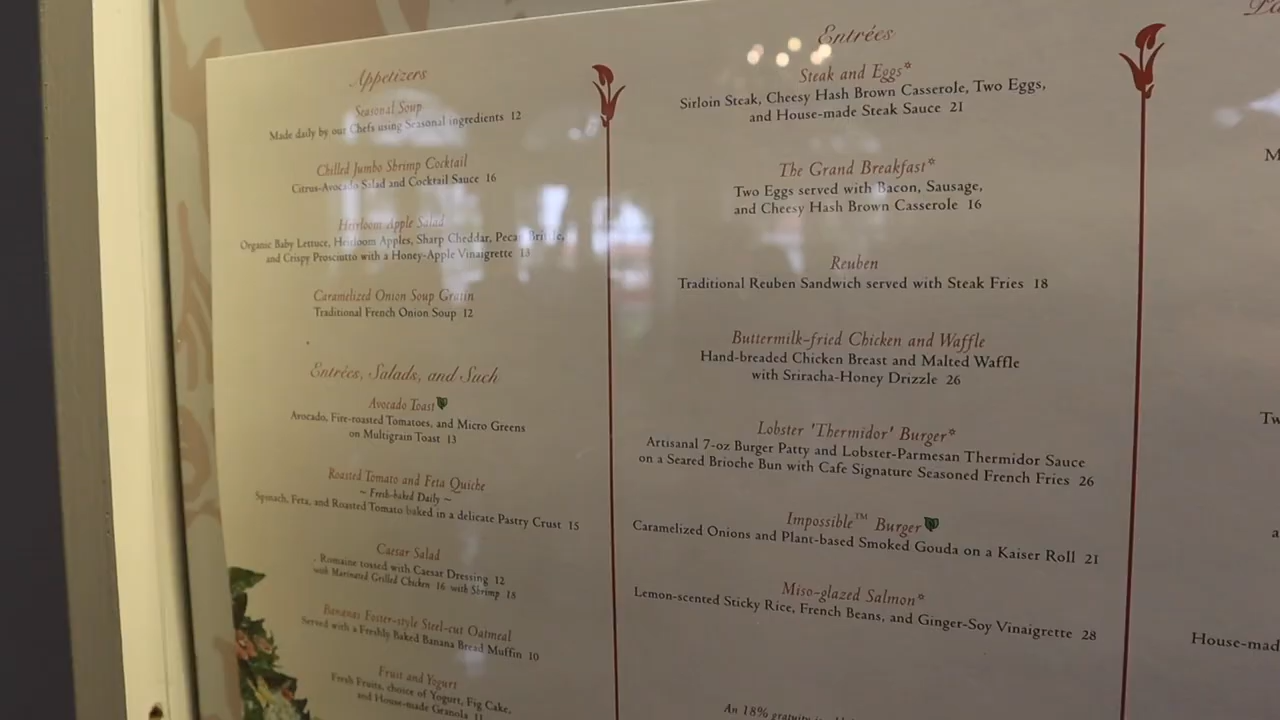 Appetizers
Seasonal Soup
Made daily by our Chefs using Seasonal ingredients 12
Chilled Jumbo Shrimp Cocktail
Citrus-Avocado Salad and Cocktail Sauce 16
Heirloom Apple Salad
Organic Baby Lettuce, Heirloom Apples, Sharp Cheddar, Pecan Brittle,
and Crispy Prosciutto with a Honey-Apple Vinaigrette 13
Caramelized Onion Soup Gratin
Traditional French Onion Soup 12
Entrées, Salads, and Such
Avocado Toast
Avocado, Fire-roasted Tomatoes, and Micro Greens
on Multigrain Toast 13
Roasted Tomato and Feta Quiche
~ Fresh-baked Daily ~
Spinach, Feta, and Roasted Tomato baked in a delicate Pastry Crust 15
Caesar Salad
Romaine tossed with Caesar Dressing 12
with Marinated Grilled Chicken 16 with Shrimp 18
Bananas Foster-style Steel-cut Oatmeal
Served with a Freshly Baked Banana Bread Muffin 10
Fruit and Yogurt
Fresh Fruits, choice of Yogurt, Fig Cake,
and House-made Granola 11
Entrées
Steak and Eggs*
Sirloin Steak, Cheesy Hash Brown Casserole, Two Eggs,
and House-made Steak Sauce 21
The Grand Breakfast*
Two Eggs served with Bacon, Sausage,
and Cheesy Hash Brown Casserole 16
Reuben
Traditional Reuben Sandwich served with Steak Fries 18
Buttermilk-fried Chicken and Waffle
Hand-breaded Chicken Breast and Malted Waffle
with Sriracha-Honey Drizzle 26
Lobster 'Thermidor' Burger*
Artisanal 7-oz Burger Patty and Lobster-Parmesan Thermidor Sauce
on a Seared Brioche Bun with Cafe Signature Seasoned French Fries 26
Impossible™ Burger
Caramelized Onions and Plant-based Smoked Gouda on a Kaiser Roll 21
Miso-glazed Salmon*
Lemon-scented Sticky Rice, French Beans, and Ginger-Soy Vinaigrette 28
An 18% gratuity
M
Tw
a
House-mad